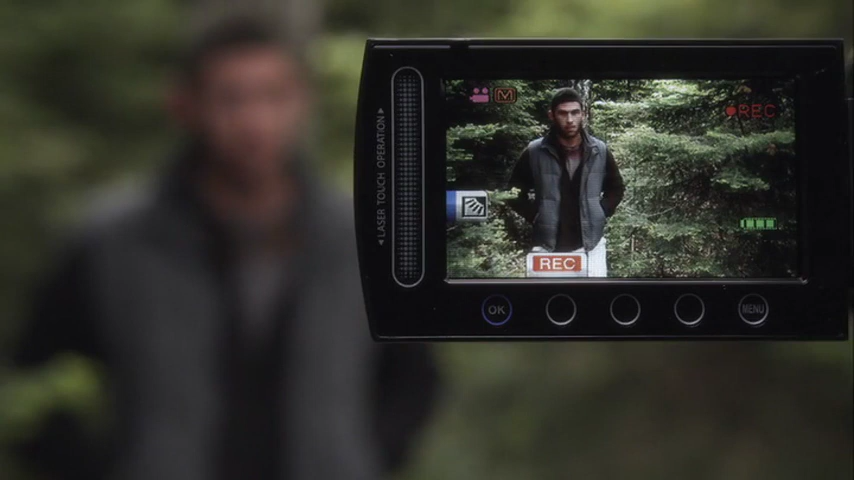 LASER TOUCH OPERATION
M
REC
REC
OK
MENU